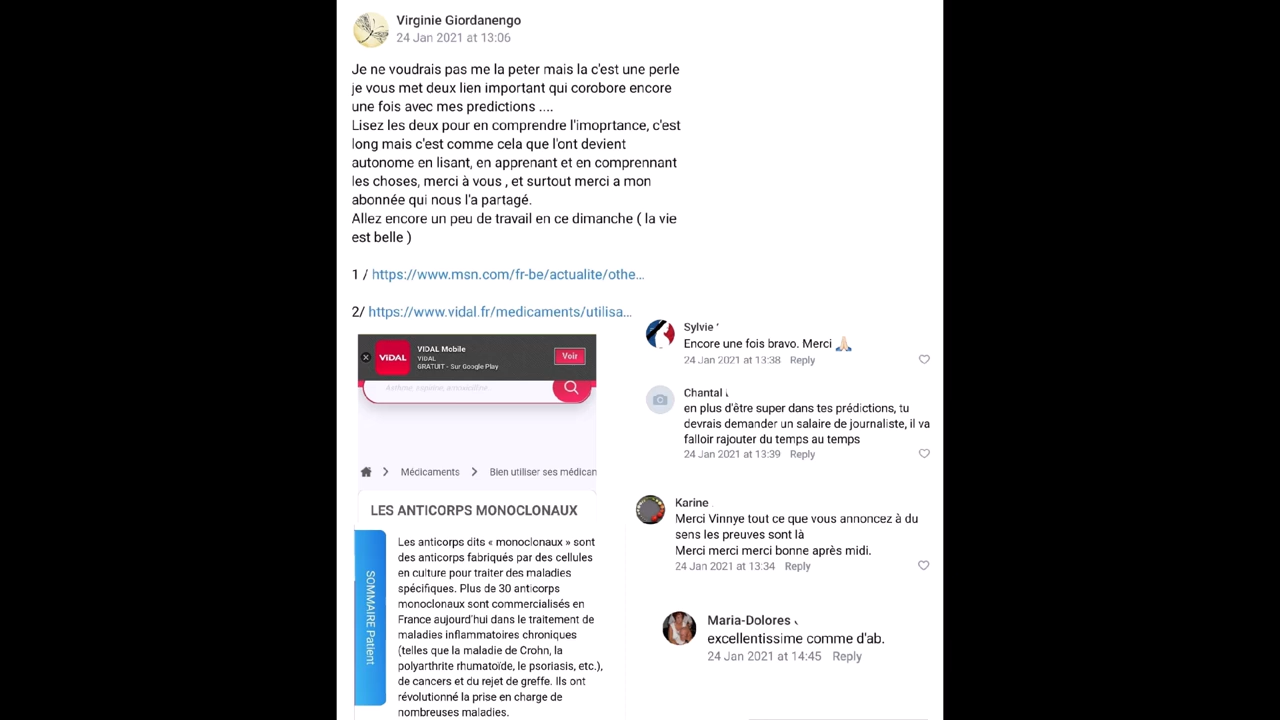 Virginie Giordanengo
24 Jan 2021 at 13:06
Je ne voudrais pas me la peter mais la c'est une perle
je vous met deux lien important qui corobore encore
une fois avec mes predictions ....
Lisez les deux pour en comprendre l'imoprtance, c'est
long mais c'est comme cela que l'ont devient
autonome en lisant, en apprenant et en comprennant
les choses, merci à vous , et surtout merci a mon
abonnée qui nous l'a partagé.
Allez encore un peu de travail en ce dimanche ( la vie
est belle )
1 / https://www.msn.com/fr-be/actualite/othe...
2/ https://www.vidal.fr/medicaments/utilisa...
VIDAL
VIDAL Mobile
VIDAL
GRATUIT - Sur Google Play
Voir
Médicaments
Bien utiliser ses médican
LES ANTICORPS MONOCLONAUX
SOMMAIRE Patient
Les anticorps dits « monoclonaux » sont
des anticorps fabriqués par des cellules
en culture pour traiter des maladies
spécifiques. Plus de 30 anticorps
monoclonaux sont commercialisés en
France aujourd'hui dans le traitement de
maladies inflammatoires chroniques
(telles que la maladie de Crohn, la
polyarthrite rhumatoïde, le psoriasis, etc.),
de cancers et du rejet de greffe. Ils ont
révolutionné la prise en charge de
nombreuses maladies.
Sylvie
Encore une fois bravo. Merci 🙏🏻
24 Jan 2021 at 13:38 Reply
Chantal
en plus d'être super dans tes prédictions, tu
devrais demander un salaire de journaliste, il va
falloir rajouter du temps au temps
24 Jan 2021 at 13:39 Reply
Karine
Merci Vinnye tout ce que vous annoncez à du
sens les preuves sont là
Merci merci merci bonne après midi.
24 Jan 2021 at 13:34 Reply
Maria-Dolores
excellentissime comme d'ab.
24 Jan 2021 at 14:45 Reply